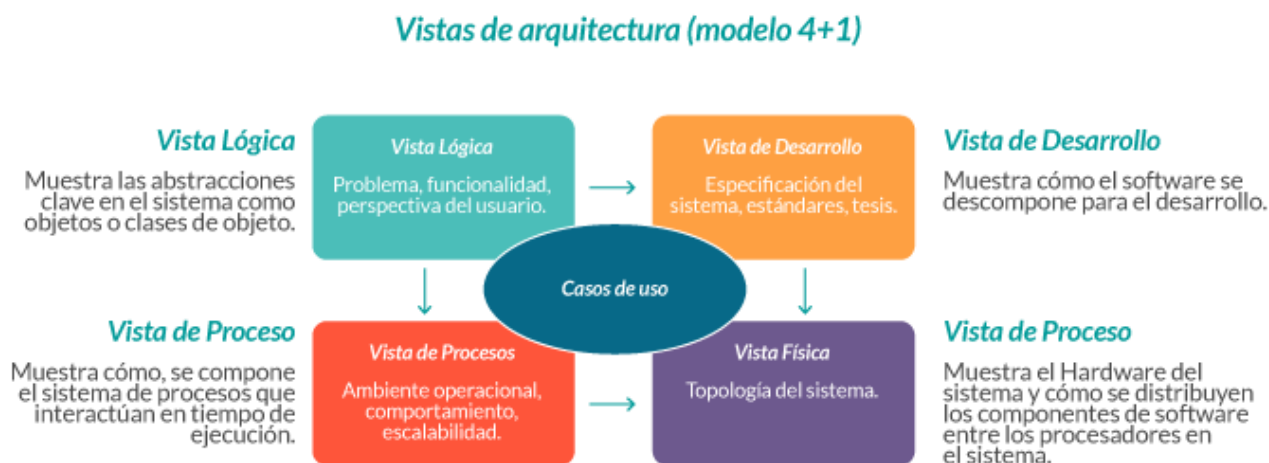 Vistas de arquitectura (modelo 4+1)
Vista Lógica
Muestra las abstracciones
clave en el sistema como
objetos o clases de objeto.
Vista Lógica
Problema, funcionalidad,
perspectiva del usuario.
Vista de Desarrollo
Especificación del
sistema, estándares, tesis.
Vista de Desarrollo
Muestra cómo el software se
descompone para el desarrollo.
Casos de uso
Vista de Proceso
Muestra cómo, se compone
el sistema de procesos que
interactúan en tiempo de
ejecución.
Vista de Procesos
Ambiente operacional,
comportamiento,
escalabilidad.
Vista Física
Topología del sistema.
Vista de Proceso
Muestra el Hardware del
sistema y cómo se distribuyen
los componentes de software
entre los procesadores en
el sistema.